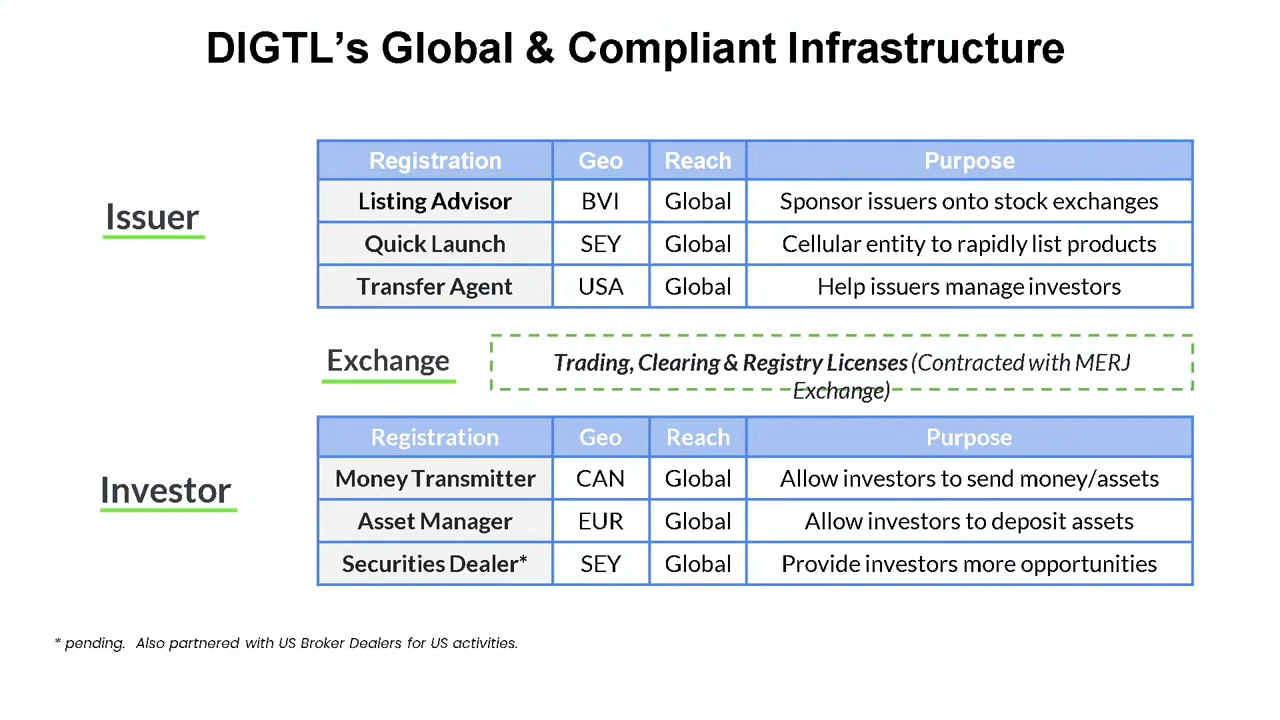 DIGTL's Global & Compliant Infrastructure
Issuer
Registration Geo Reach Purpose
Listing Advisor BVI Global Sponsor issuers onto stock exchanges
Quick Launch SEY Global Cellular entity to rapidly list products
Transfer Agent USA Global Help issuers manage investors
Exchange
Trading, Clearing & Registry Licenses (Contracted with MERJ
Exchange)
Investor
Registration Geo Reach Purpose
Money Transmitter CAN Global Allow investors to send money/assets
Asset Manager EUR Global Allow investors to deposit assets
Securities Dealer* SEY Global Provide investors more opportunities
* pending. Also partnered with US Broker Dealers for US activities.